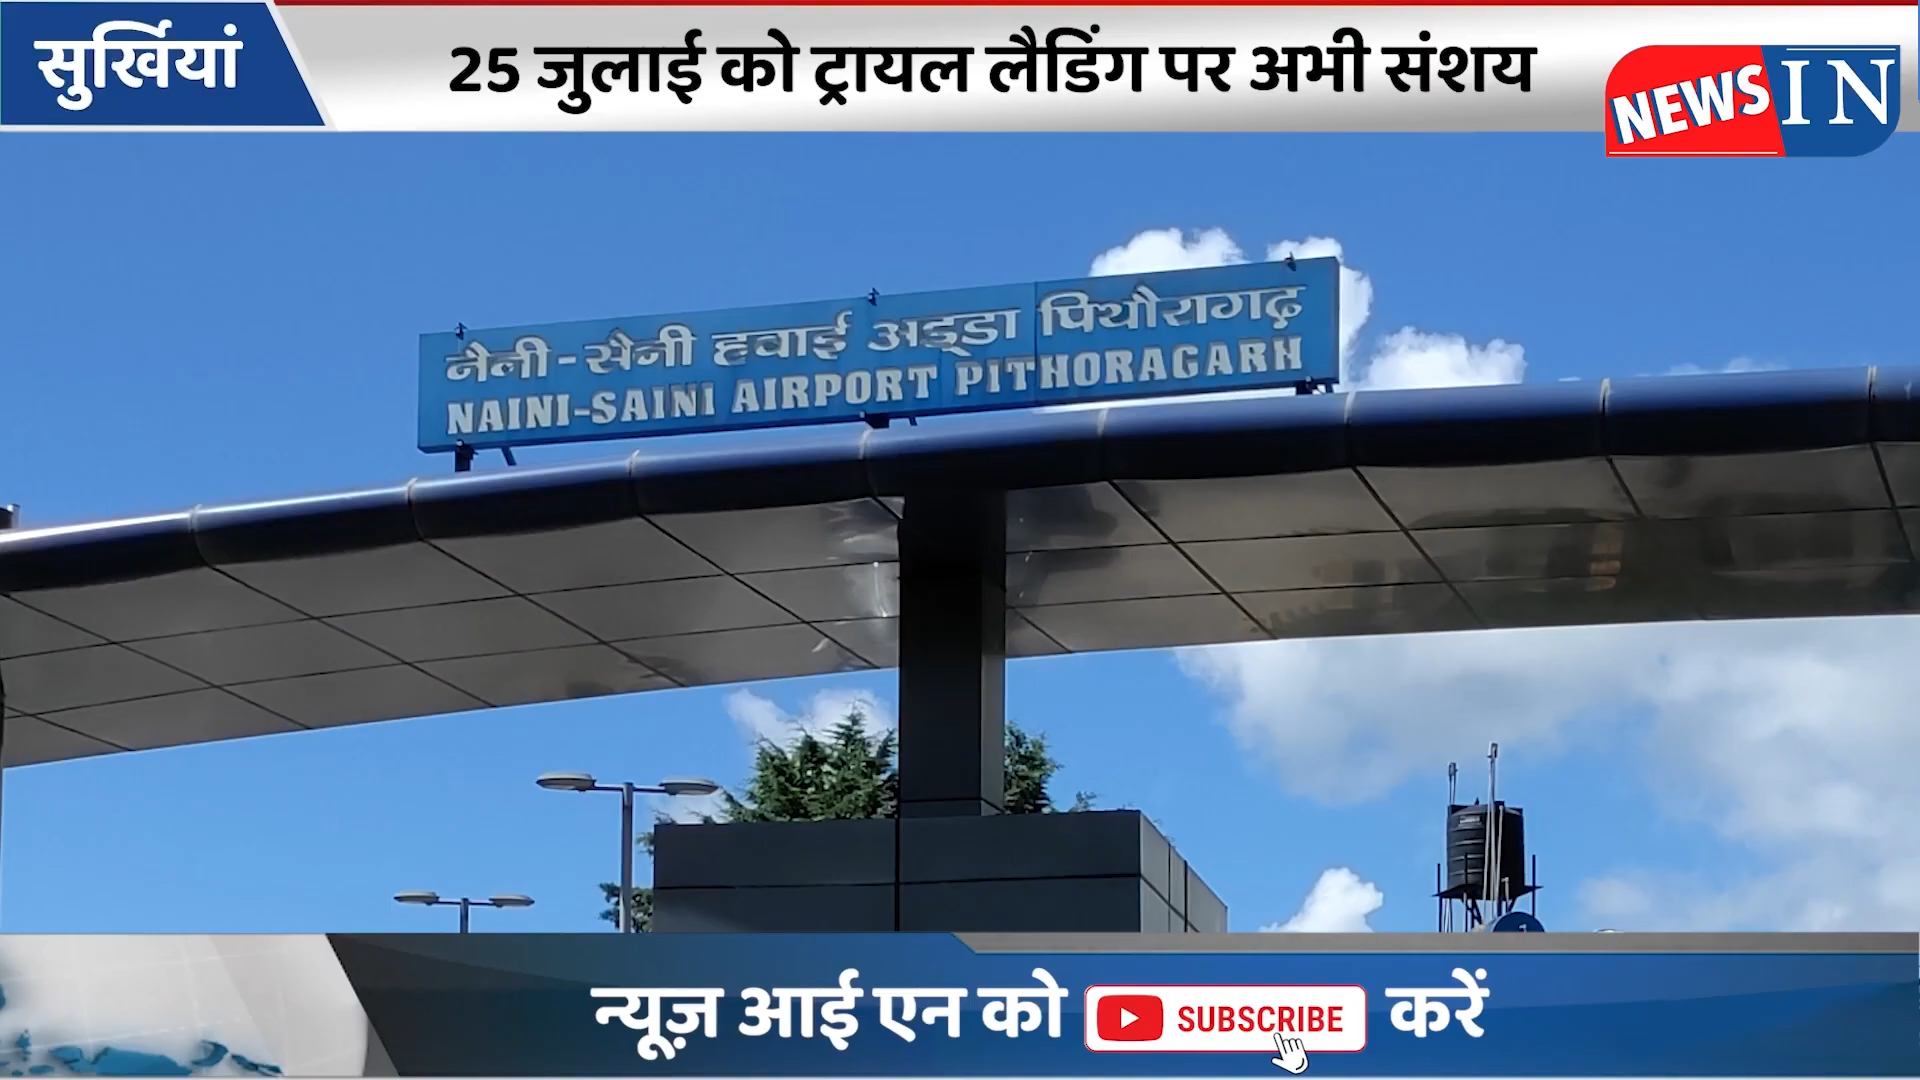 सुर्खियां
25 जुलाई को ट्रायल लैडिंग पर अभी संशय
NEWS IN
नैनी-सैनी हवाई अड्डा पिथौरागढ़
NAINI-SAINI AIRPORT PITHORAGARH
न्यूज़ आई एन को SUBSCRIBE करें